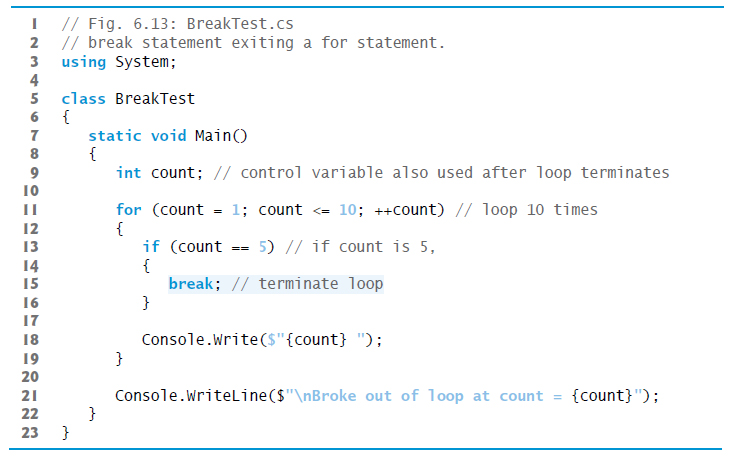 1 // Fig. 6.13: BreakTest.cs
2 // break statement exiting a for statement.
3 using System;
4
5 class BreakTest
6 {
7 static void Main()
8 {
9 int count; // control variable also used after loop terminates
10
11 for (count = 1; count <= 10; ++count) // loop 10 times
12 {
13 if (count == 5) // if count is 5,
14 {
15 break; // terminate loop
16 }
17
18 Console.Write($"{count} ");
19 }
20
21 Console.WriteLine($"\nBroke out of loop at count = {count}");
22 }
23 }